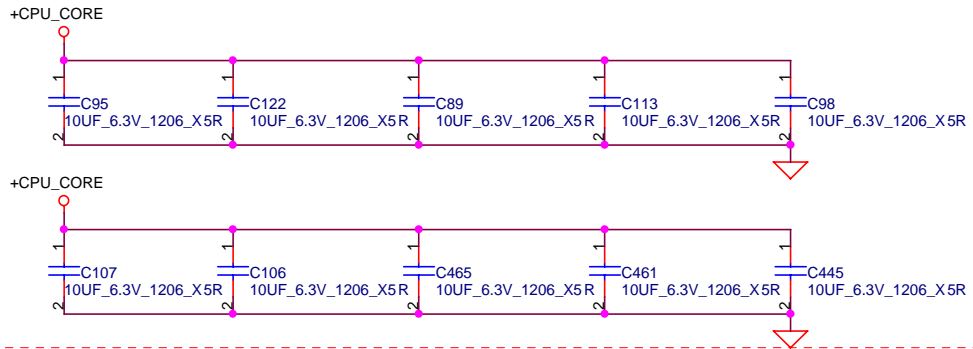 +CPU_CORE
1 1 1 1 1
C95 C122 C89 C113 C98
10UF_6.3V_1206_X5R 10UF_6.3V_1206_X5R 10UF_6.3V_1206_X5R 10UF_6.3V_1206_X5R 10UF_6.3V_1206_X5R
2 2 2 2 2
+CPU_CORE
1 1 1 1 1
C107 C106 C465 C461 C445
10UF_6.3V_1206_X5R 10UF_6.3V_1206_X5R 10UF_6.3V_1206_X5R 10UF_6.3V_1206_X5R 10UF_6.3V_1206_X5R
2 2 2 2 2